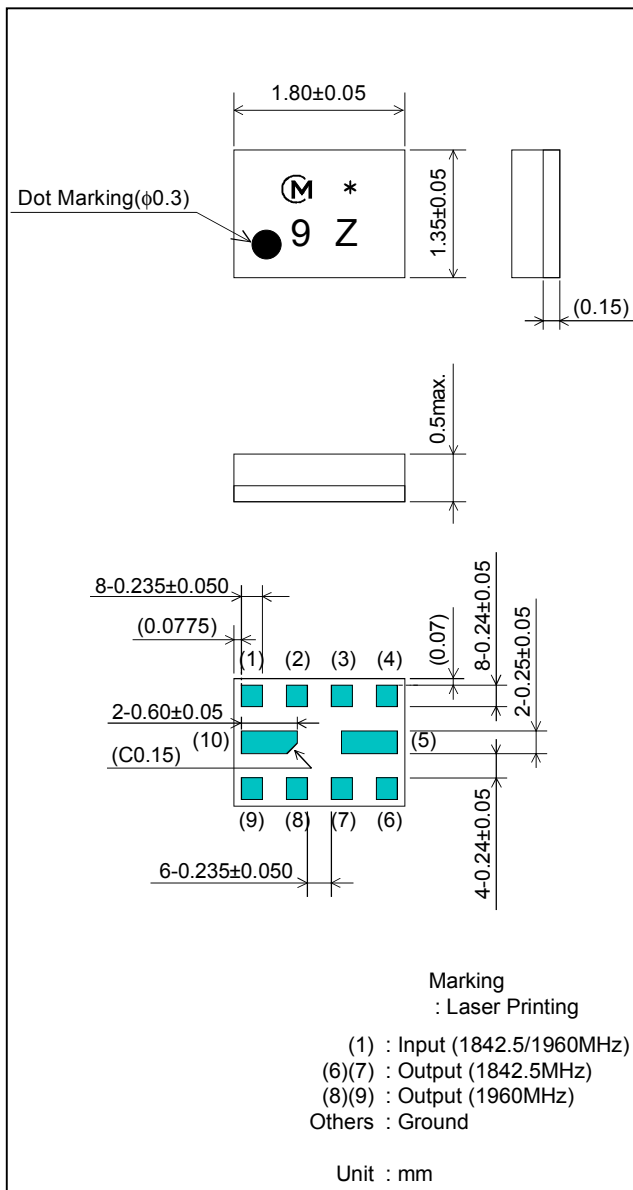 1.80±0.05
M *
9 Z
Dot Marking(ϕ0.3)
1.35±0.05
(0.15)
0.5max.
8-0.235±0.050
(0.0775)
(0.07)
8-0.24±0.05
2-0.25±0.05
(1) (2) (3) (4)
2-0.60±0.05
(10) (5)
(C0.15)
(9) (8) (7) (6)
4-0.24±0.05
6-0.235±0.050
Marking
: Laser Printing
(1) : Input (1842.5/1960MHz)
(6)(7) : Output (1842.5MHz)
(8)(9) : Output (1960MHz)
Others : Ground
Unit : mm